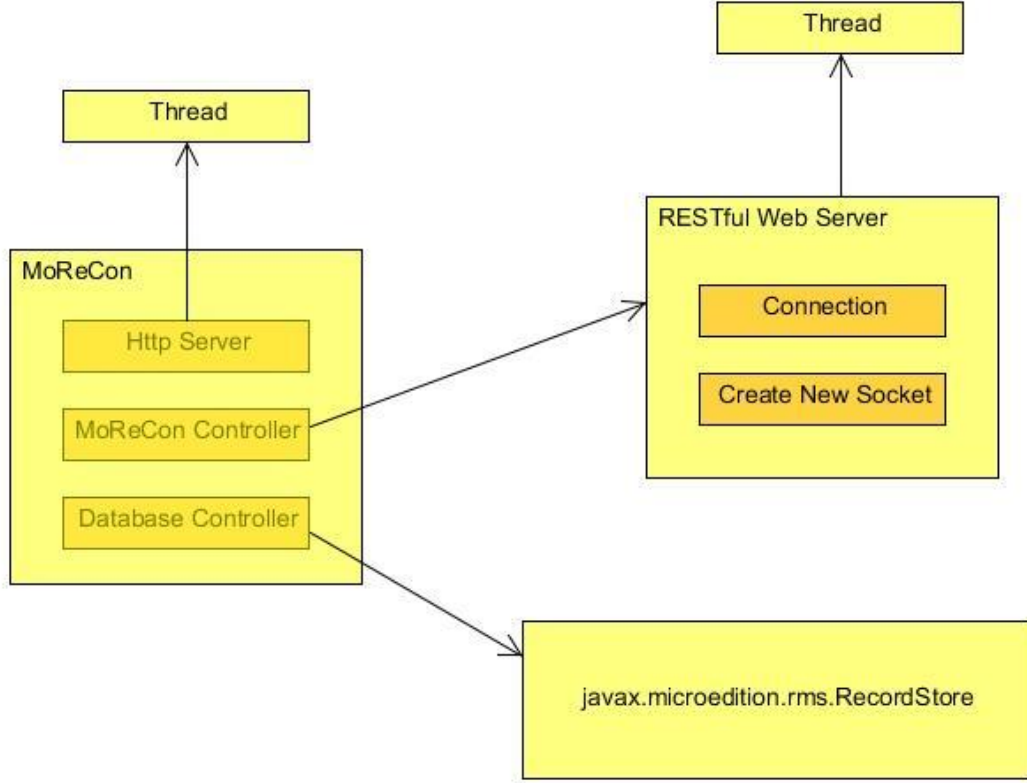 Thread
Thread
MoReCon
Http Server
MoReCon Controller
Database Controller
RESTful Web Server
Connection
Create New Socket
javax.microedition.rms.RecordStore